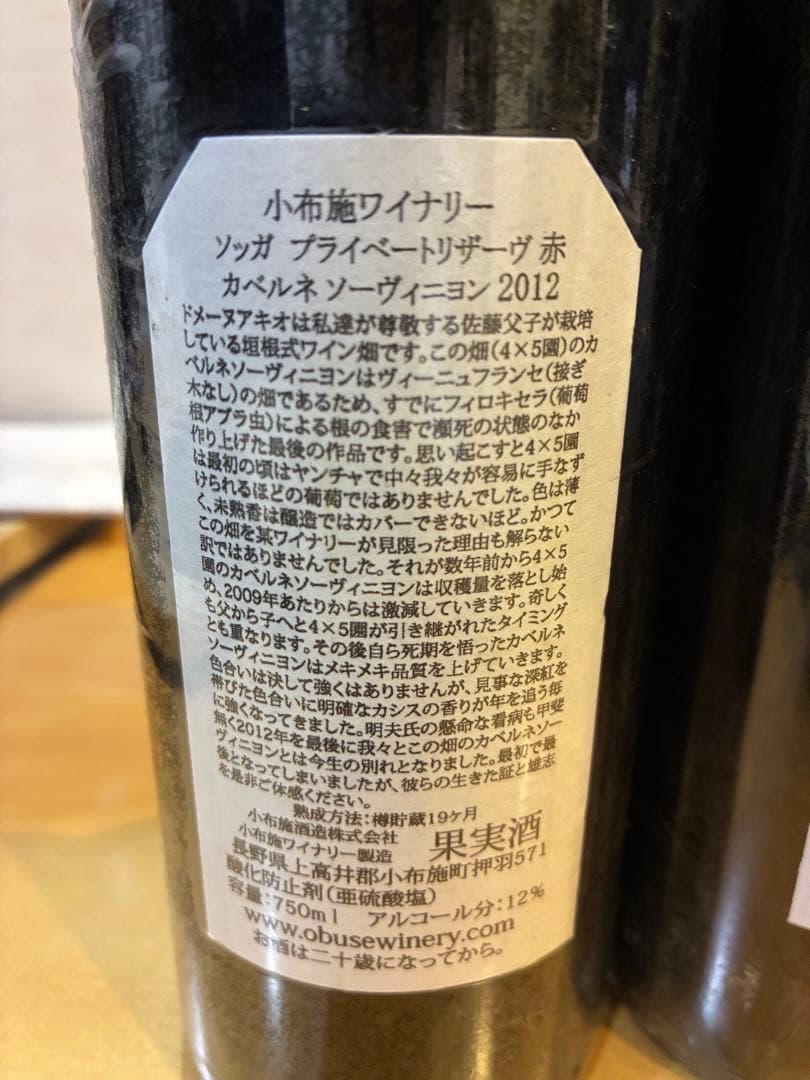 小布施ワイナリー
ソッガ プライベートリザーヴ 赤
カベルネ ソーヴィニヨン 2012
ドメーヌアキオは私達が尊敬する佐藤父子が栽培
している垣根式ワイン畑です。この畑(4×5園)のカ
ベルネソーヴィニヨンはヴィーニュフランセ(接ぎ
木なし)の畑であるため、すでにフィロキセラ(葡萄
根アブラ虫)による根の食害で瀕死の状態のなか
作り上げた最後の作品です。思い起こすと4×5園
は最初の頃はヤンチャで中々我々が容易に手なず
けられるほどの葡萄ではありませんでした。色は薄
く、未熟香は醸造ではカバーできないほど。かつて
この畑を某ワイナリーが見限った理由も解らない
訳ではありませんでした。それが数年前から4×5
園のカベルネソーヴィニヨンは収穫量を落とし始
め、2009年あたりからは激減していきます。奇しく
も父から子へと4×5園が引き継がれたタイミング
とも重なります。その後自ら死期を悟ったカベルネ
ソーヴィニヨンはメキメキ品質を上げていきます。
色合いは決して強くはありませんが、見事な深紅を
帯びた色合いに明確なカシスの香りが年を追う毎
に強くなってきました。明夫氏の懸命な看病も甲斐
無く2012年を最後に我々とこの畑のカベルネソー
ヴィニヨンとは今生の別れとなりました。最初で最
後となってしまいましたが、彼らの生きた証と雄志
を是非ご体感ください。
熟成方法:樽貯蔵19ヶ月
小布施酒造株式会社
小布施ワイナリー製造 果実酒
長野県上高井郡小布施町押羽571
酸化防止剤(亜硫酸塩)
容量:750ml アルコール分:12%
www.obusewinery.com
お酒は二十歳になってから。